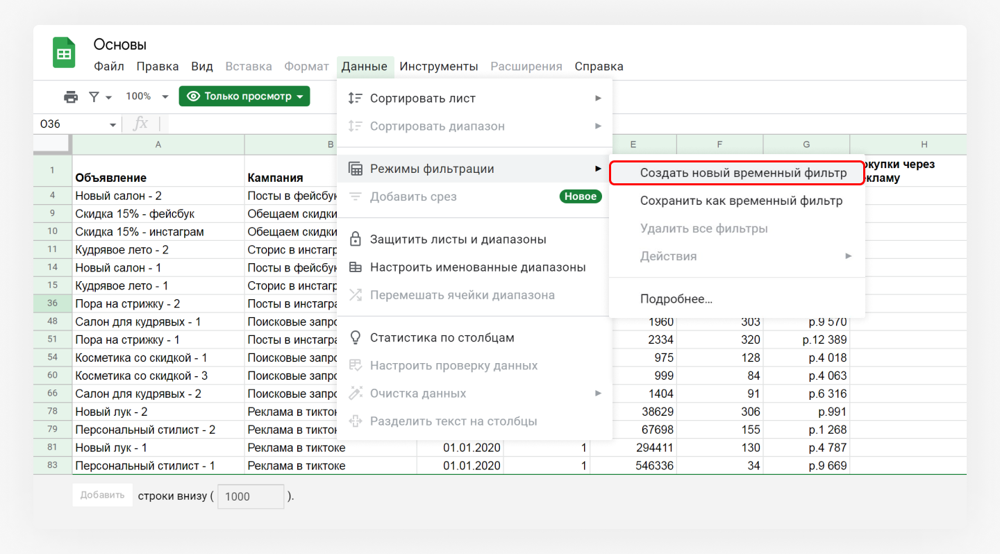 Основы
Файл Правка Вид Вставка Формат Данные Инструменты Расширения Справка
100% Только просмотр
O36 fx
A B E F G H
Сортировать лист
Сортировать диапазон
Режимы фильтрации
Добавить срез Новое
Защитить листы и диапазоны
Настроить именованные диапазоны
Перемешать ячейки диапазона
Статистика по столбцам
Настроить проверку данных
Очистка данных
Разделить текст на столбцы
Создать новый временный фильтр
Сохранить как временный фильтр
Удалить все фильтры
Действия
Подробнее...
1 Объявление Кампания
4 Новый салон - 2 Посты в фейсбук
9 Скидка 15% - фейсбук Обещаем скидки
10 Скидка 15% - инстаграм Обещаем скидки
11 Кудрявое лето - 2 Сторис в инстагр
14 Новый салон - 1 Посты в фейсбук
15 Кудрявое лето - 1 Сторис в инстагр
36 Пора на стрижку - 2 Посты в инстагра
48 Салон для кудрявых - 1 Поисковые запро 1960 303 р.9 570
51 Пора на стрижку - 1 Посты в инстагра 2334 320 р.12 389
54 Косметика со скидкой - 1 Поисковые запро 975 128 р.4 018
60 Косметика со скидкой - 3 Поисковые запро 999 84 р.4 063
66 Салон для кудрявых - 2 Поисковые запро 1404 91 р.6 316
78 Новый лук - 2 Реклама в тикток 38629 306 р.991
79 Персональный стилист - 2 Реклама в тикток 67698 155 р.1 268
81 Новый лук - 1 Реклама в тиктоке 01.01.2020 1 294411 130 р.4 787
83 Персональный стилист - 1 Реклама в тиктоке 01.01.2020 1 546336 34 р.9 669
Добавить строки внизу ( 1000 ).